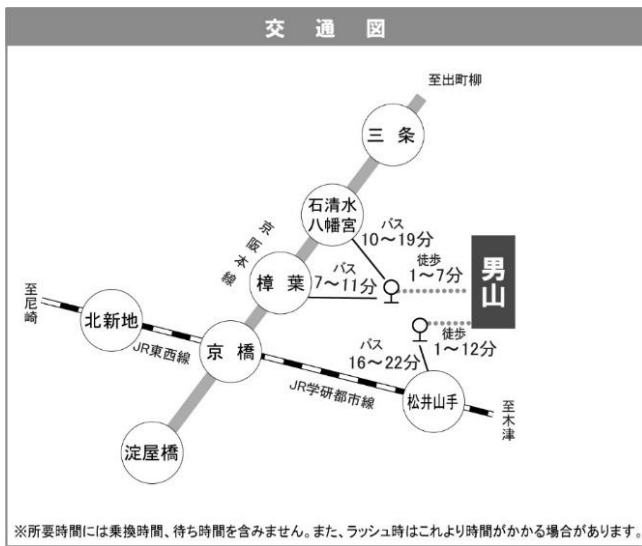 交通図
至出町柳
三条
石清水
八幡宮
バス
10～19分
京阪本線
徒歩
1～7分
男山
樟葉
バス
7～11分
至尼崎
北新地
JR東西線
京橋
徒歩
1～12分
バス
16～22分
JR学研都市線
松井山手
至木津
淀屋橋
※所要時間には乗換時間、待ち時間を含みません。また、ラッシュ時はこれより時間がかかる場合があります。